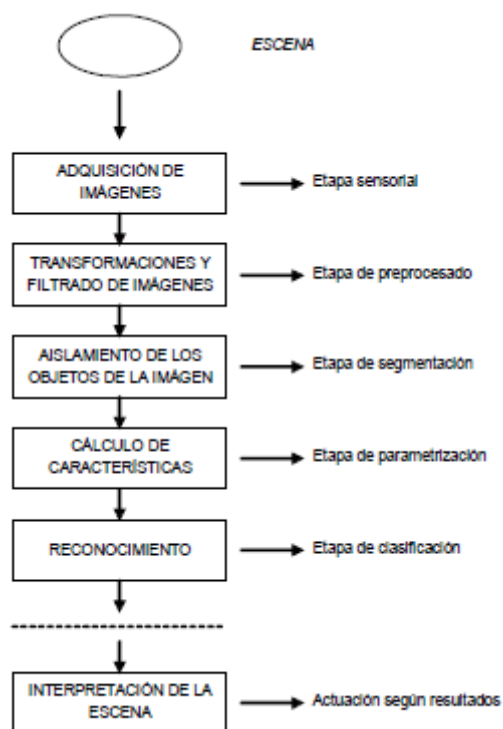 ESCENA
ADQUISICIÓN DE
IMÁGENES
Etapa sensorial
TRANSFORMACIONES Y
FILTRADO DE IMÁGENES
Etapa de preprocesado
AISLAMIENTO DE LOS
OBJETOS DE LA IMÁGEN
Etapa de segmentación
CÁLCULO DE
CARACTERÍSTICAS
Etapa de parametrización
RECONOCIMIENTO
Etapa de clasificación
INTERPRETACIÓN DE LA
ESCENA
Actuación según resultados